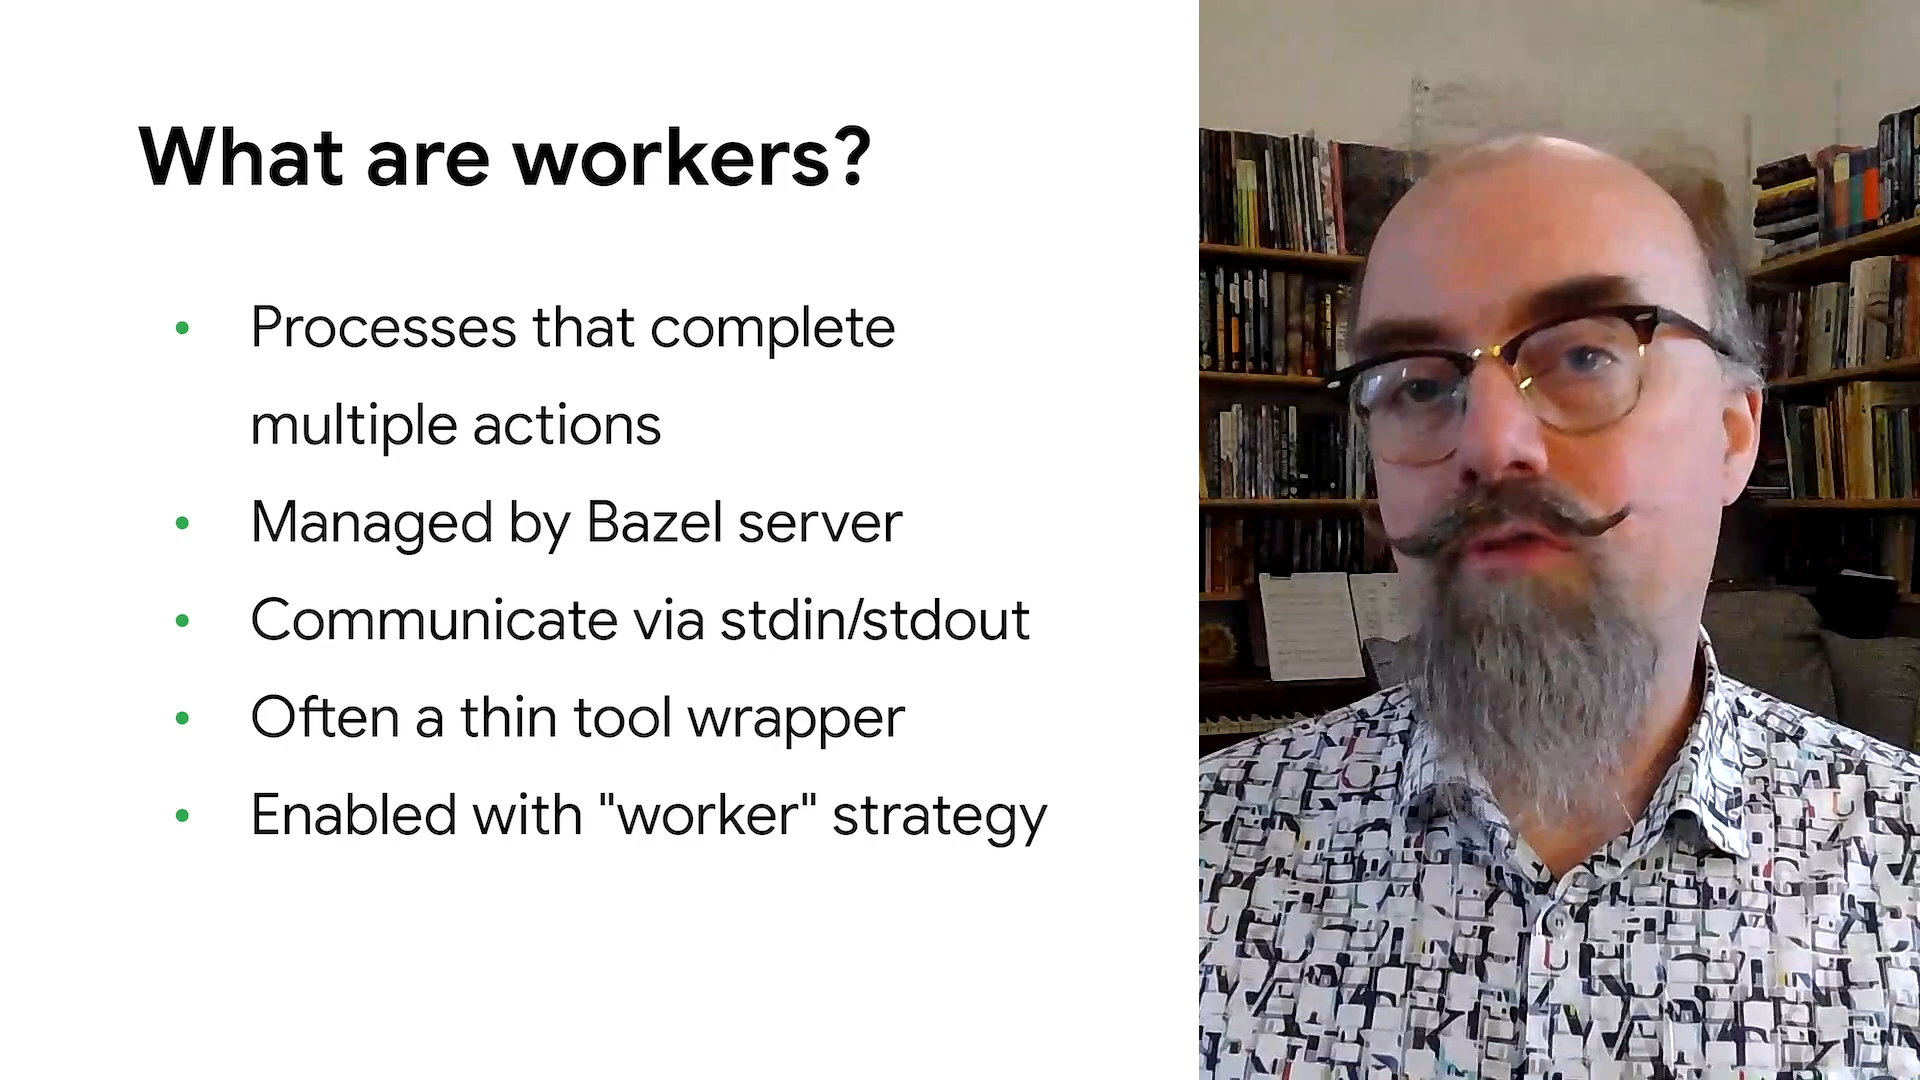 What are workers?
• Processes that complete
multiple actions
• Managed by Bazel server
• Communicate via stdin/stdout
• Often a thin tool wrapper
• Enabled with "worker" strategy